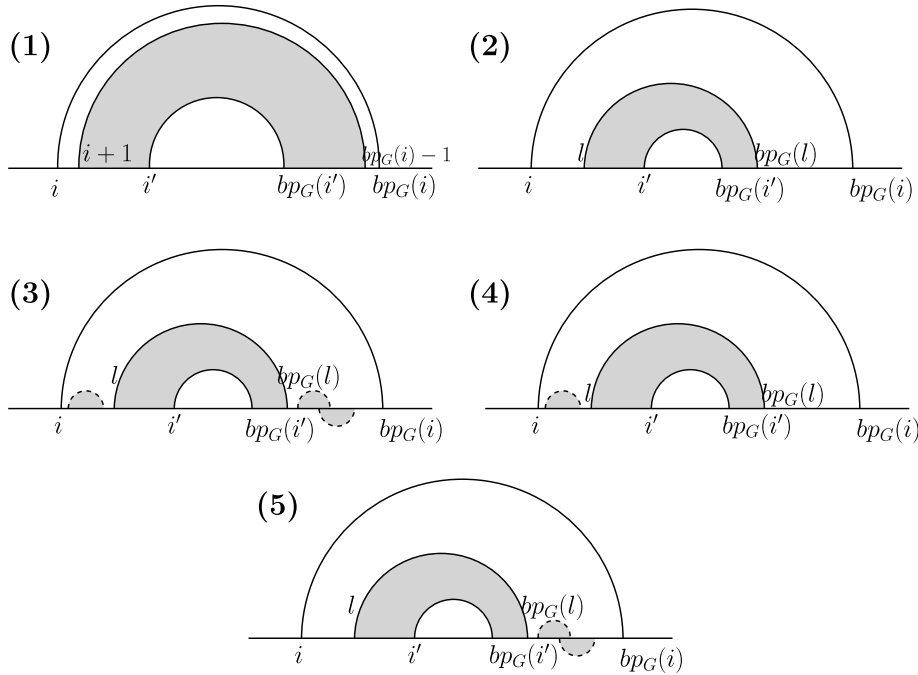 (1)
i + 1
bp_G(i) − 1
i
i′
bp_G(i′)
bp_G(i)
(2)
l
bp_G(l)
i
i′
bp_G(i′)
bp_G(i)
(3)
l
bp_G(l)
i
i′
bp_G(i′)
bp_G(i)
(4)
l
bp_G(l)
i
i′
bp_G(i′)
bp_G(i)
(5)
l
bp_G(l)
i
i′
bp_G(i′)
bp_G(i)